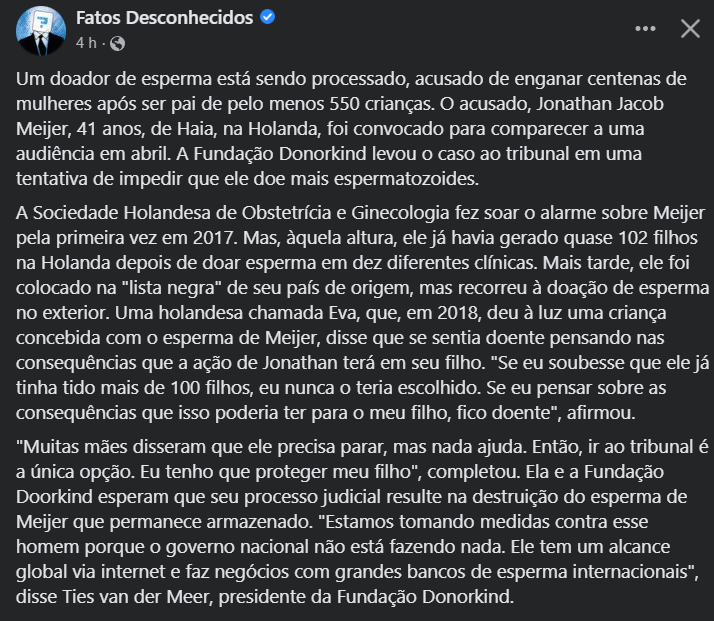 Fatos Desconhecidos
4 h
Um doador de esperma está sendo processado, acusado de enganar centenas de
mulheres após ser pai de pelo menos 550 crianças. O acusado, Jonathan Jacob
Meijer, 41 anos, de Haia, na Holanda, foi convocado para comparecer a uma
audiência em abril. A Fundação Donorkind levou o caso ao tribunal em uma
tentativa de impedir que ele doe mais espermatozoides.
A Sociedade Holandesa de Obstetrícia e Ginecologia fez soar o alarme sobre Meijer
pela primeira vez em 2017. Mas, àquela altura, ele já havia gerado quase 102 filhos
na Holanda depois de doar esperma em dez diferentes clínicas. Mais tarde, ele foi
colocado na "lista negra" de seu país de origem, mas recorreu à doação de esperma
no exterior. Uma holandesa chamada Eva, que, em 2018, deu à luz uma criança
concebida com o esperma de Meijer, disse que se sentia doente pensando nas
consequências que a ação de Jonathan terá em seu filho. "Se eu soubesse que ele já
tinha tido mais de 100 filhos, eu nunca o teria escolhido. Se eu pensar sobre as
consequências que isso poderia ter para o meu filho, fico doente", afirmou.
"Muitas mães disseram que ele precisa parar, mas nada ajuda. Então, ir ao tribunal é
a única opção. Eu tenho que proteger meu filho", completou. Ela e a Fundação
Doorkind esperam que seu processo judicial resulte na destruição do esperma de
Meijer que permanece armazenado. "Estamos tomando medidas contra esse
homem porque o governo nacional não está fazendo nada. Ele tem um alcance
global via internet e faz negócios com grandes bancos de esperma internacionais",
disse Ties van der Meer, presidente da Fundação Donorkind.